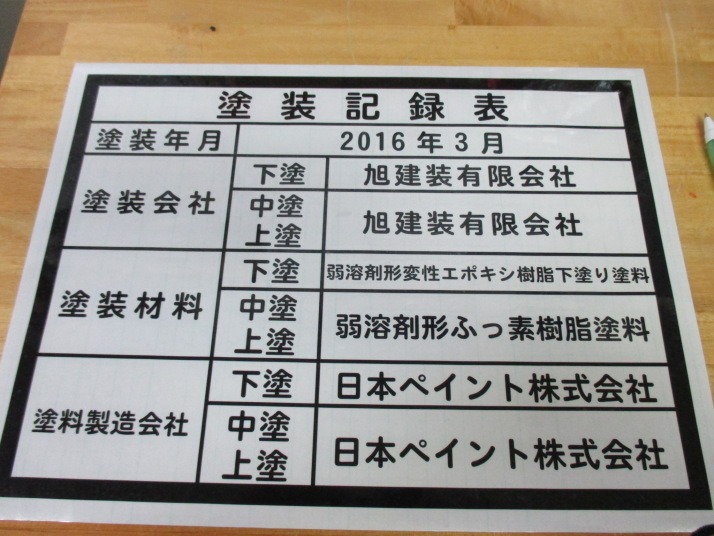 塗装記録表
塗装年月 2016年3月
塗装会社 下塗 旭建装有限会社
中塗
上塗
旭建装有限会社
塗装材料 下塗 弱溶剤形変性エポキシ樹脂下塗り塗料
中塗
上塗
弱溶剤形ふっ素樹脂塗料
塗料製造会社 下塗 日本ペイント株式会社
中塗
上塗
日本ペイント株式会社